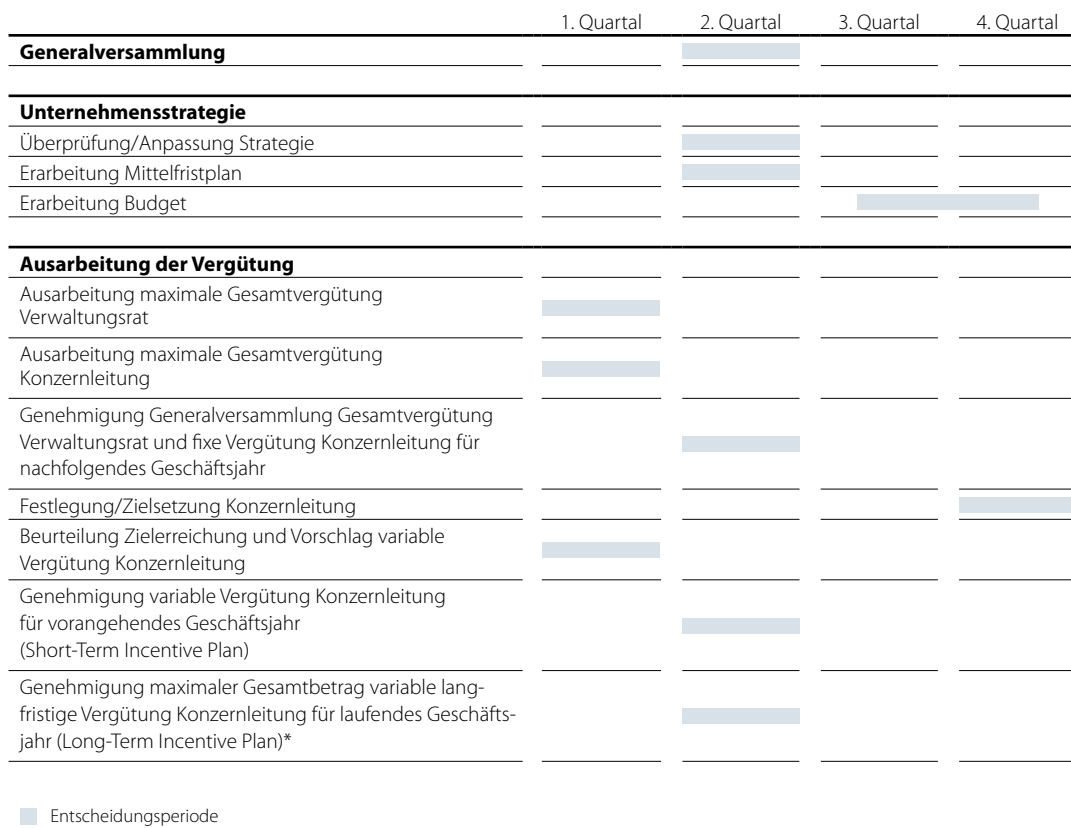 1. Quartal 2. Quartal 3. Quartal 4. Quartal
Generalversammlung
Unternehmensstrategie
Überprüfung/Anpassung Strategie
Erarbeitung Mittelfristplan
Erarbeitung Budget
Ausarbeitung der Vergütung
Ausarbeitung maximale Gesamtvergütung
Verwaltungsrat
Ausarbeitung maximale Gesamtvergütung
Konzernleitung
Genehmigung Generalversammlung Gesamtvergütung
Verwaltungsrat und fixe Vergütung Konzernleitung für
nachfolgendes Geschäftsjahr
Festlegung/Zielsetzung Konzernleitung
Beurteilung Zielerreichung und Vorschlag variable
Vergütung Konzernleitung
Genehmigung variable Vergütung Konzernleitung
für vorangehendes Geschäftsjahr
(Short-Term Incentive Plan)
Genehmigung maximaler Gesamtbetrag variable lang-
fristige Vergütung Konzernleitung für laufendes Geschäfts-
jahr (Long-Term Incentive Plan)*
Entscheidungsperiode